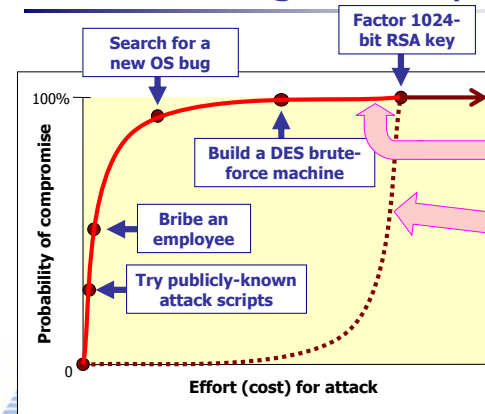 Search for a
new OS bug
Factor 1024-
bit RSA key
100%
Build a DES brute-
force machine
Bribe an
employee
Try publicly-known
attack scripts
Probability of compromise
0
Effort (cost) for attack